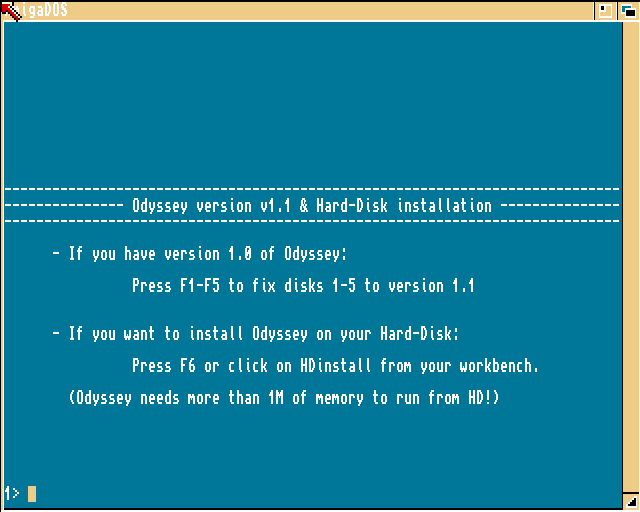 AmigaDOS
--------------- Odyssey version v1.1 & Hard-Disk installation ---------------
- If you have version 1.0 of Odyssey:
Press F1-F5 to fix disks 1-5 to version 1.1
- If you want to install Odyssey on your Hard-Disk:
Press F6 or click on HDinstall from your workbench.
(Odyssey needs more than 1M of memory to run from HD!)
1>